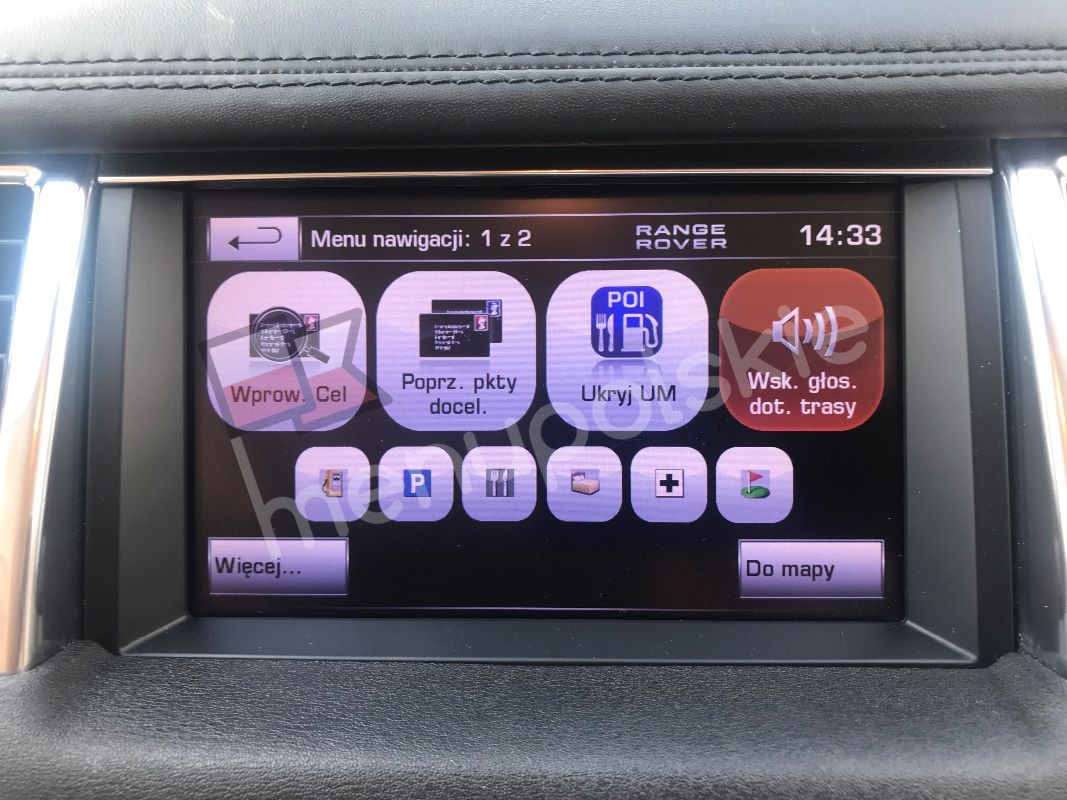 Menu nawigacji: 1 z 2
RANGE
ROVER
14:33
Wprow. Cel
Poprz. pkty
docel.
POI
Ukryj UM
Wsk. głos.
dot. trasy
P
Więcej...
Do mapy
menupolskie